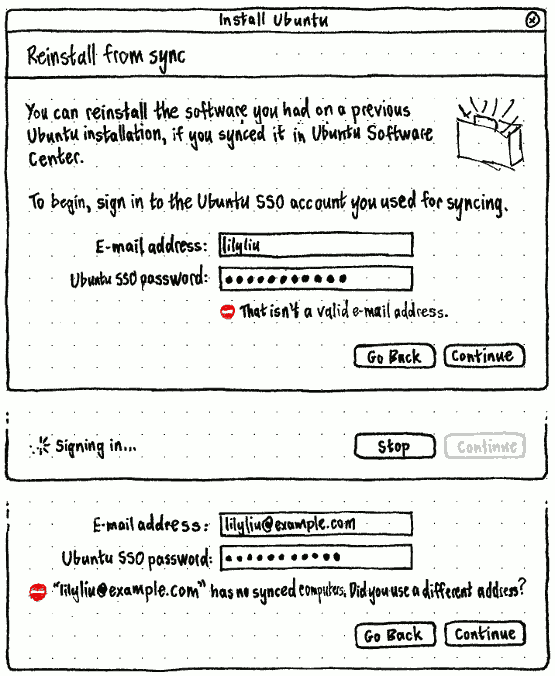 Install Ubuntu
Reinstall from sync
You can reinstall the software you had on a previous
Ubuntu installation, if you synced it in Ubuntu Software
Center.
To begin, sign in to the Ubuntu SSO account you used for syncing.
E-mail address: lilyliu
Ubuntu SSO password: ●●●●●●●●●●
That isn't a valid e-mail address.
Go Back Continue
Signing in... Stop Continue
E-mail address: lilyliu@example.com
Ubuntu SSO password: ●●●●●●●●●●
"lilyliu@example.com" has no synced computers. Did you use a different address?
Go Back Continue